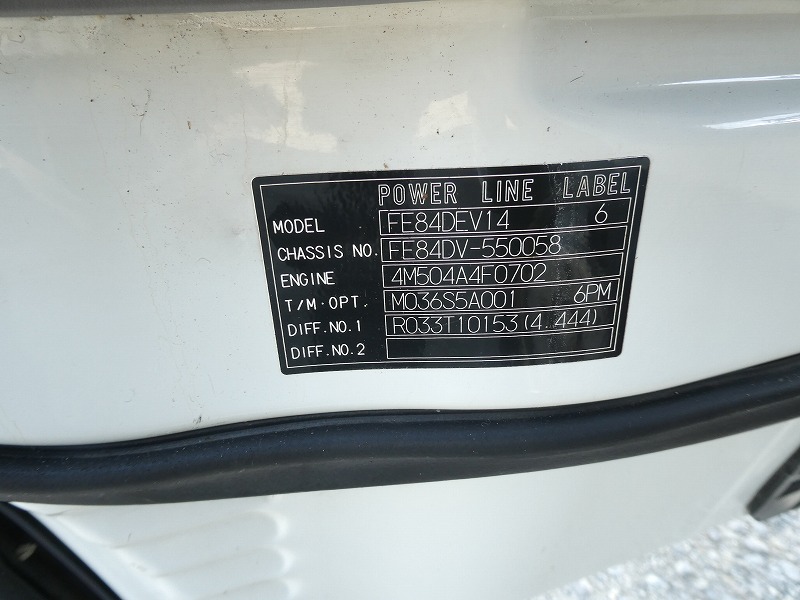 POWER LINE LABEL
MODEL FE84DEV14 6
CHASSIS NO. FE84DV-550058
ENGINE 4M504A4F0702
T/M·OPT. M036S5A001 6PM
DIFF.NO.1 R033T10153(4.444)
DIFF.NO.2